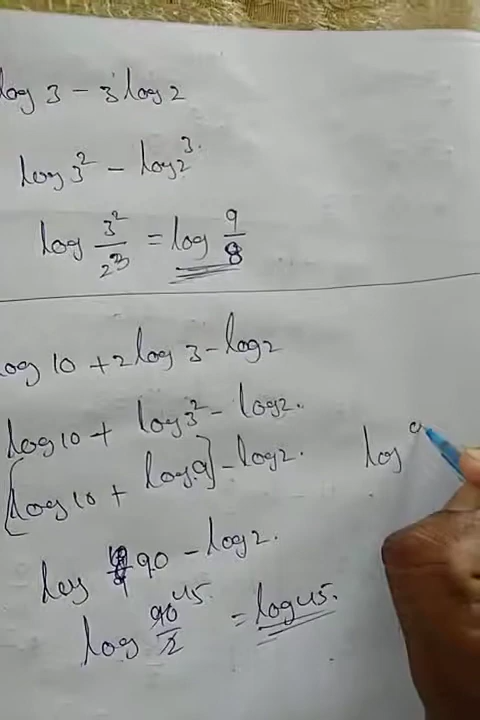 log 3 - 3 log 2
log 3² - log 2³.
log 3²/2³ = log 9/8
log 10 + 2 log 3 - log 2
log 10 + log 3² - log 2.
[log 10 + log 9] - log 2.
log 90 - log 2.
log 90/2 45 = log 45.
log